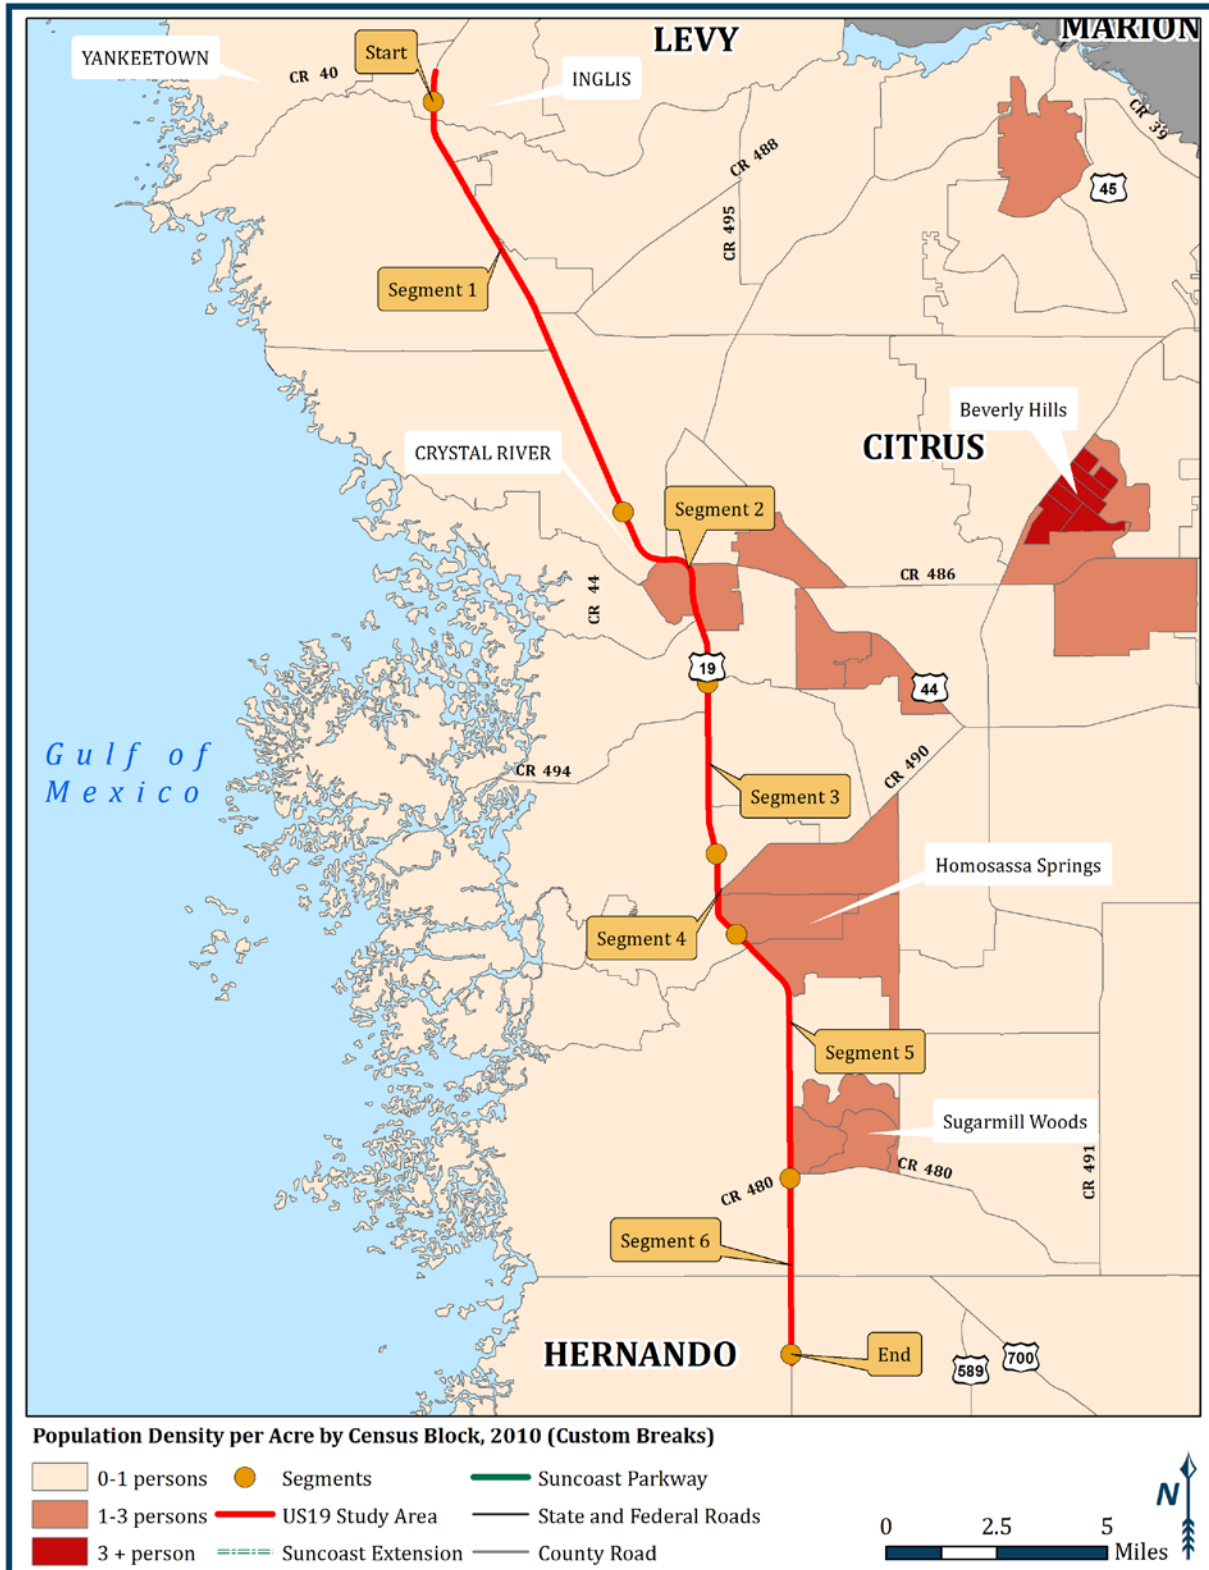 LEVY
MARION
Start
YANKEETOWN
CR 40
INGLIS
CR 39
CR 488
45
CR 495
Segment 1
Beverly Hills
CITRUS
CRYSTAL RIVER
Segment 2
CR 486
CR 44
19
44
Gulf of
Mexico
CR 494
CR 490
Segment 3
Homosassa Springs
Segment 4
Segment 5
Sugarmill Woods
CR 480
CR 491
CR 480
Segment 6
HERNANDO
End
589
700
Population Density per Acre by Census Block, 2010 (Custom Breaks)
0-1 persons
Segments
Suncoast Parkway
1-3 persons
US19 Study Area
State and Federal Roads
3 + person
Suncoast Extension
County Road
N
0 2.5 5
Miles